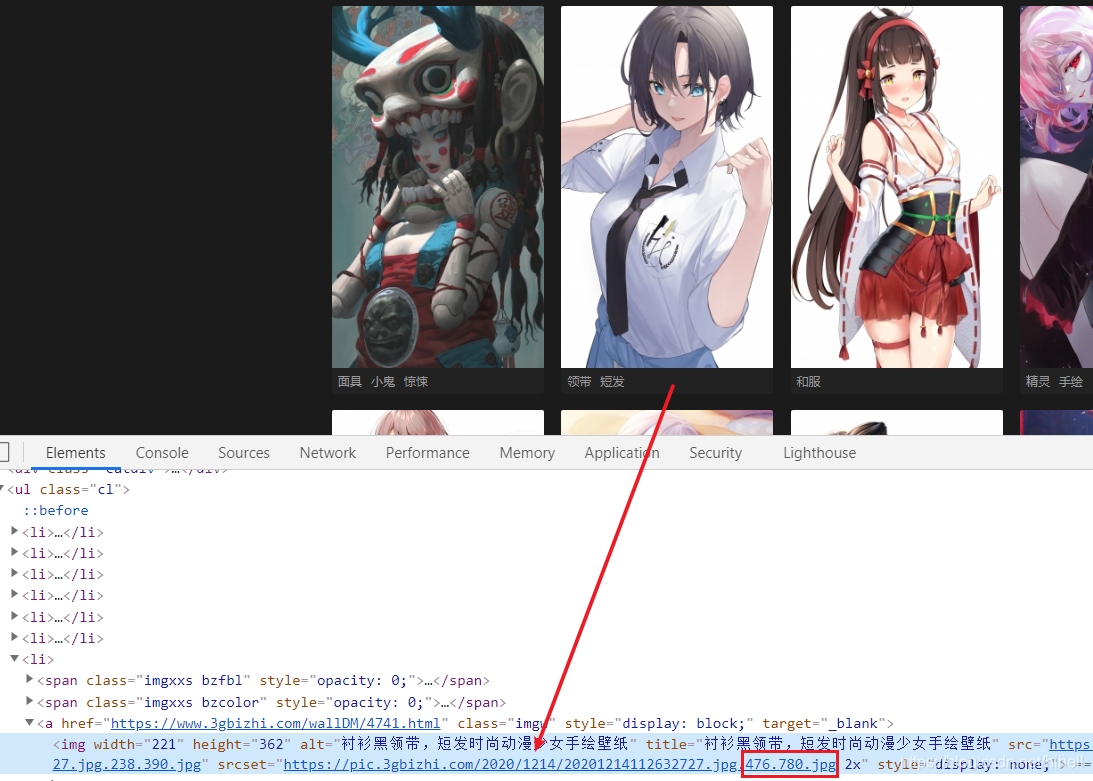 面具 小鬼 惊悚
领带 短发
和服
精灵 手绘
Elements Console Sources Network Performance Memory Application Security Lighthouse
<ul class="cl">
::before
<li>…</li>
<li>…</li>
<li>…</li>
<li>…</li>
<li>…</li>
<li>…</li>
<li>
<span class="imgxxs bzfbl" style="opacity: 0;">…</span>
<span class="imgxxs bzcolor" style="opacity: 0;">…</span>
<a href="https://www.3gbizhi.com/wallDM/4741.html" class="imgw" style="display: block;" target="_blank">
<img width="221" height="362" alt="衬衫黑领带，短发时尚动漫少女手绘壁纸" title="衬衫黑领带，短发时尚动漫少女手绘壁纸" src="https
27.jpg.238.390.jpg" srcset="https://pic.3gbizhi.com/2020/1214/20201214112632727.jpg.476.780.jpg 2x" style="display: none;" ==